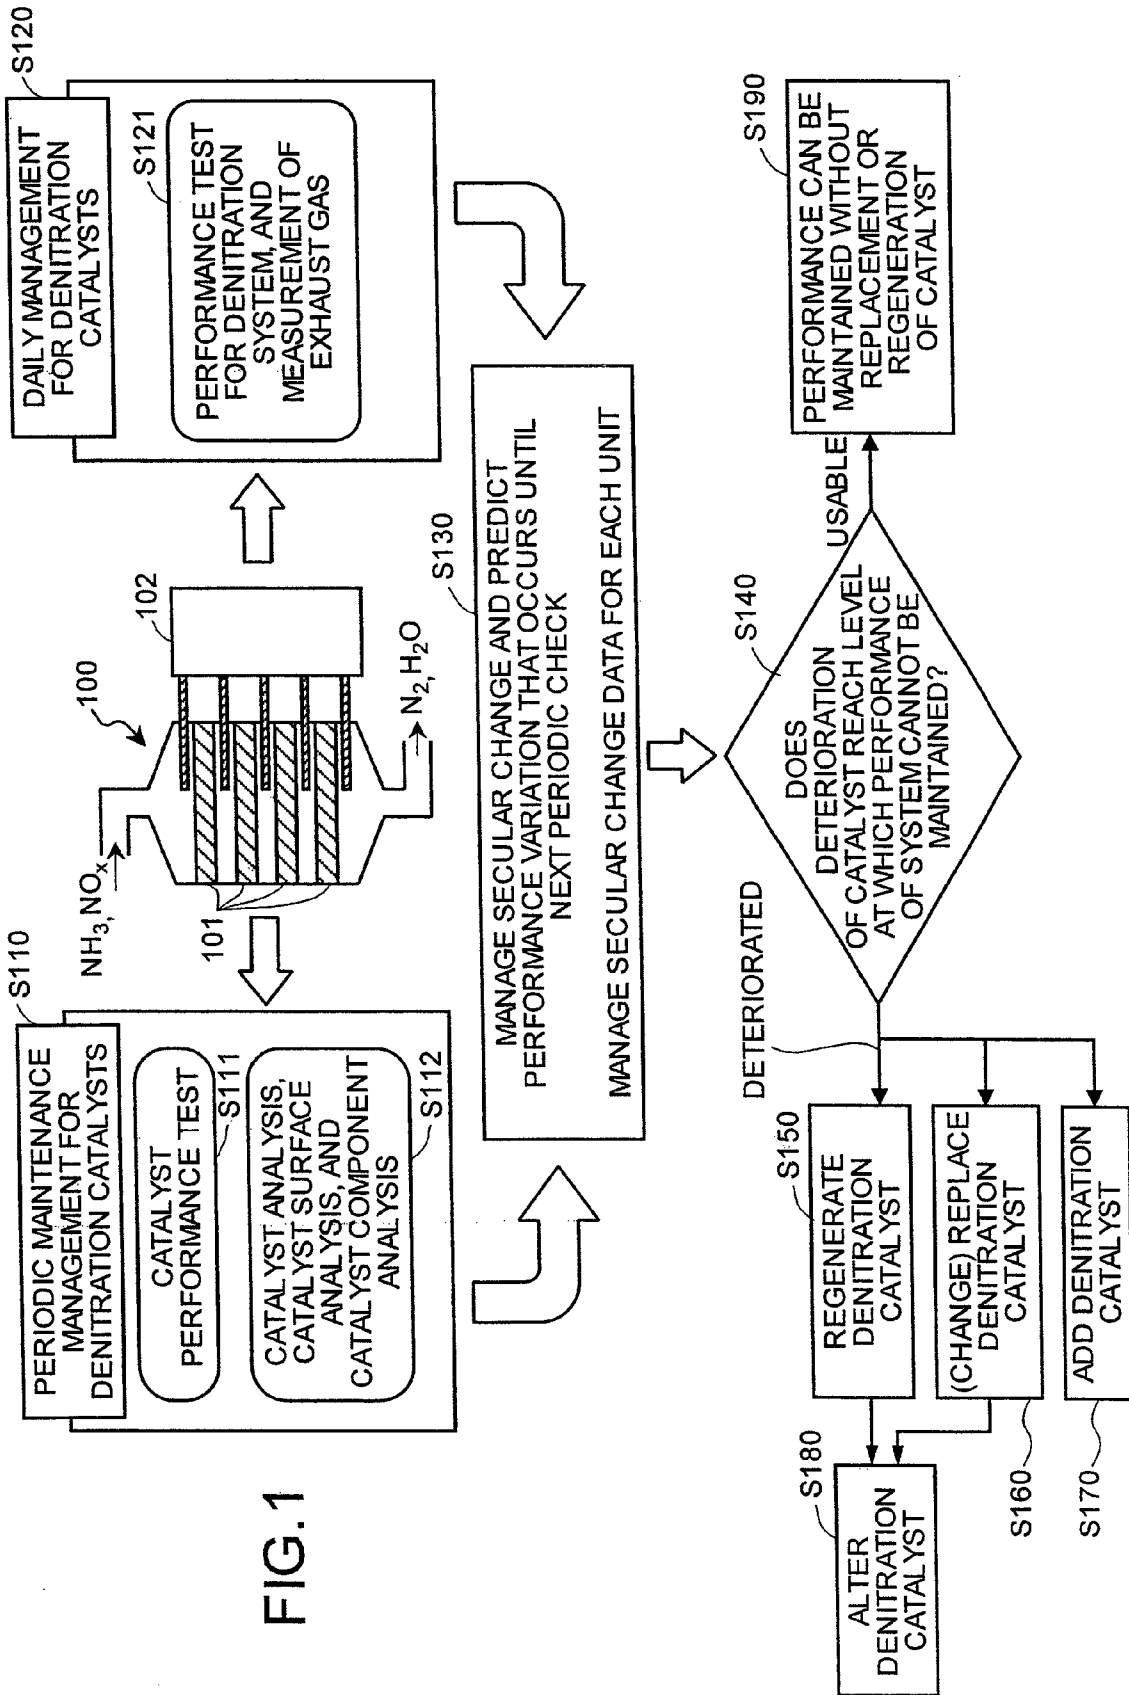 FIG.1
S110
PERIODIC MAINTENANCE
MANAGEMENT FOR
DENITRATION CATALYSTS
CATALYST
PERFORMANCE TEST
S111
CATALYST ANALYSIS,
CATALYST SURFACE
ANALYSIS, AND
CATALYST COMPONENT
ANALYSIS
S112
NH3,NOx
100
101
102
N2,H2O
S120
DAILY MANAGEMENT
FOR DENITRATION
CATALYSTS
S121
PERFORMANCE TEST
FOR DENITRATION
SYSTEM, AND
MEASUREMENT OF
EXHAUST GAS
S130
MANAGE SECULAR CHANGE AND PREDICT
PERFORMANCE VARIATION THAT OCCURS UNTIL
NEXT PERIODIC CHECK
MANAGE SECULAR CHANGE DATA FOR EACH UNIT
S140
DOES
DETERIORATION
OF CATALYST REACH LEVEL
AT WHICH PERFORMANCE
OF SYSTEM CANNOT BE
MAINTAINED?
USABLE
S190
PERFORMANCE CAN BE
MAINTAINED WITHOUT
REPLACEMENT OR
REGENERATION
OF CATALYST
DETERIORATED
S150
REGENERATE
DENITRATION
CATALYST
(CHANGE) REPLACE
DENITRATION
CATALYST
S160
ADD DENITRATION
CATALYST
S170
S180
ALTER
DENITRATION
CATALYST